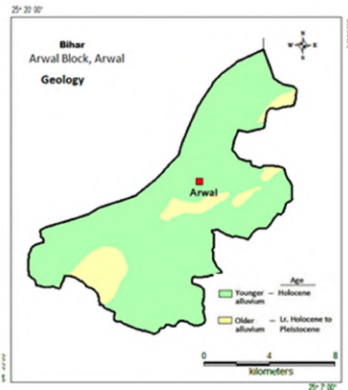 25° 20' 00"
Bihar
Arwal Block, Arwal
Geology
N
W E
S
Arwal
Age
Younger alluvium – Holocene
Older alluvium – Lr. Holocene to Pleistocene
0 4 8
kilometers
25° 7' 00"